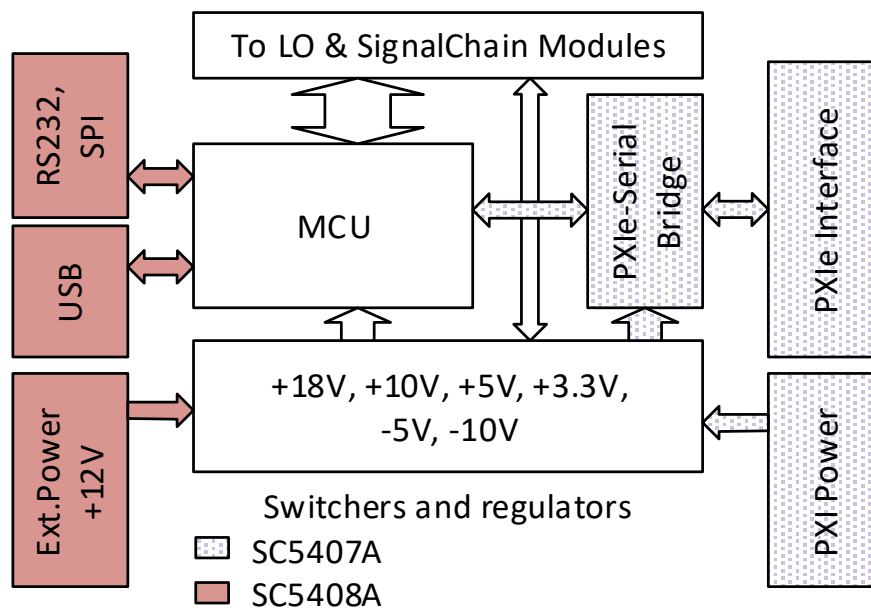 To LO & SignalChain Modules
RS232,
SPI
MCU
PXIe-Serial
Bridge
PXIe Interface
USB
+18V, +10V, +5V, +3.3V,
-5V, -10V
Ext.Power
+12V
PXI Power
Switchers and regulators
SC5407A
SC5408A